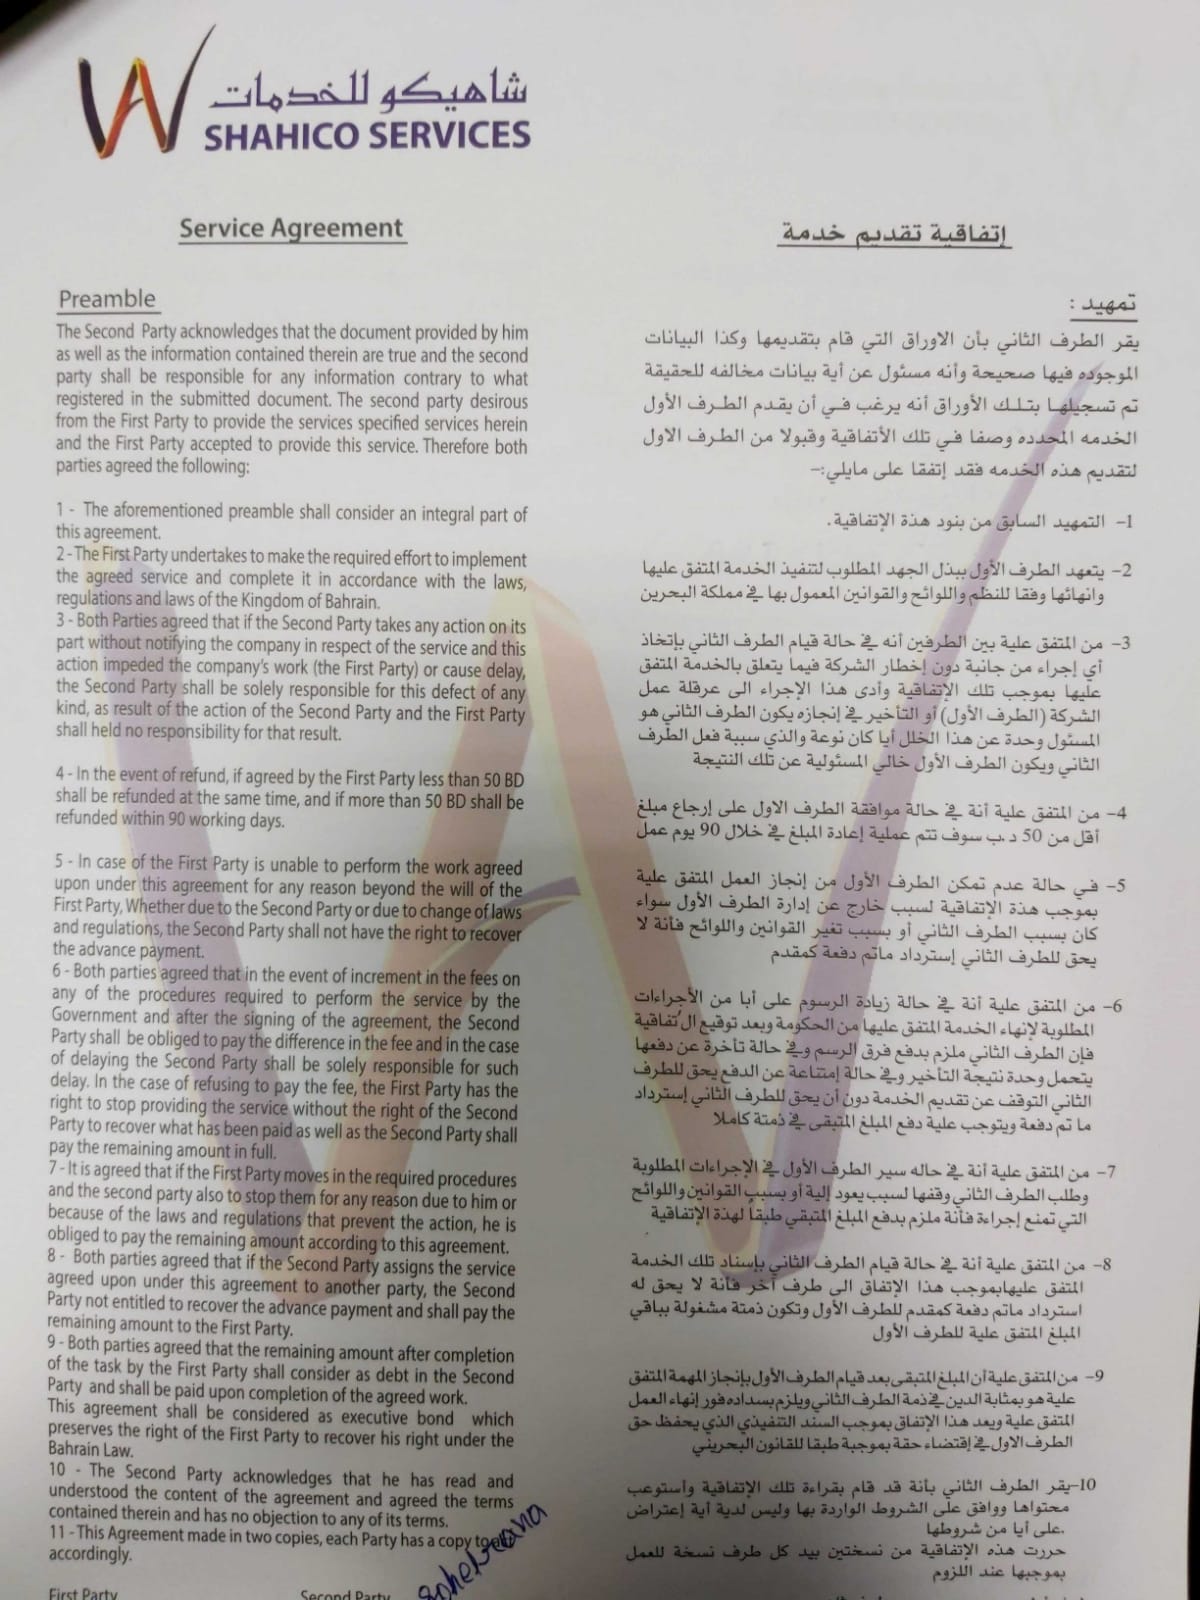 شاهيكو للخدمات
SHAHICO SERVICES
Service Agreement
Preamble
The Second Party acknowledges that the document provided by him
as well as the information contained therein are true and the second
party shall be responsible for any information contrary to what
registered in the submitted document. The second party desirous
from the First Party to provide the services specified services herein
and the First Party accepted to provide this service. Therefore both
parties agreed the following:
1 - The aforementioned preamble shall consider an integral part of
this agreement.
2 - The First Party undertakes to make the required effort to implement
the agreed service and complete it in accordance with the laws,
regulations and laws of the Kingdom of Bahrain.
3 - Both Parties agreed that if the Second Party takes any action on its
part without notifying the company in respect of the service and this
action impeded the company's work (the First Party) or cause delay,
the Second Party shall be solely responsible for this defect of any
kind, as result of the action of the Second Party and the First Party
shall held no responsibility for that result.
4 - In the event of refund, if agreed by the First Party less than 50 BD
shall be refunded at the same time, and if more than 50 BD shall be
refunded within 90 working days.
5 - In case of the First Party is unable to perform the work agreed
upon under this agreement for any reason beyond the will of the
First Party, Whether due to the Second Party or due to change of laws
and regulations, the Second Party shall not have the right to recover
the advance payment.
6 - Both parties agreed that in the event of increment in the fees on
any of the procedures required to perform the service by the
Government and after the signing of the agreement, the Second
Party shall be obliged to pay the difference in the fee and in the case
of delaying the Second Party shall be solely responsible for such
delay. In the case of refusing to pay the fee, the First Party has the
right to stop providing the service without the right of the Second
Party to recover what has been paid as well as the Second Party shall
pay the remaining amount in full.
7 - It is agreed that if the First Party moves in the required procedures
and the second party also to stop them for any reason due to him or
because of the laws and regulations that prevent the action, he is
obliged to pay the remaining amount according to this agreement.
8 - Both parties agreed that if the Second Party assigns the service
agreed upon under this agreement to another party, the Second
Party not entitled to recover the advance payment and shall pay the
remaining amount to the First Party.
9 - Both parties agreed that the remaining amount after completion
of the task by the First Party shall consider as debt in the Second
Party and shall be paid upon completion of the agreed work.
This agreement shall be considered as executive bond which
preserves the right of the First Party to recover his right under the
Bahrain Law.
10 - The Second Party acknowledges that he has read and
understood the content of the agreement and agreed the terms
contained therein and has no objection to any of its terms.
11 - This Agreement made in two copies, each Party has a copy to
accordingly.
First Party
Second Party
إتفاقية تقديم خدمة
تمهيد :
يقر الطرف الثاني بأن الاوراق التي قام بتقديمها وكذا البيانات
الموجوده فيها صحيحة وأنه مسئول عن أية بيانات مخالفه للحقيقة
تم تسجيلها بتلك الأوراق أنه يرغب في أن يقدم الطرف الأول
الخدمه المحدده وصفا في تلك الأتفاقية وقبولا من الطرف الاول
لتقديم هذه الخدمه فقد إتفقا على مايلي:-
1- التمهيد السابق من بنود هذة الإتفاقية.
2- يتعهد الطرف الأول ببذل الجهد المطلوب لتنفيذ الخدمة المتفق عليها
وانهائها وفقا للنظم واللوائح والقوانين المعمول بها في مملكة البحرين
3- من المتفق علية بين الطرفين أنه في حالة قيام الطرف الثاني بإتخاذ
أي إجراء من جانبة دون إخطار الشركة فيما يتعلق بالخدمة المتفق
عليها بموجب تلك الإتفاقية وأدى هذا الإجراء الى عرقلة عمل
الشركة (الطرف الأول) أو التأخير في إنجازه يكون الطرف الثاني هو
المسئول وحدة عن هذا الخلل أيا كان نوعة والذي سببة فعل الطرف
الثاني ويكون الطرف الأول خالي المسئولية عن تلك النتيجة
4- من المتفق علية أنة في حالة موافقة الطرف الاول على إرجاع مبلغ
أقل من 50 د.ب سوف تتم عملية إعادة المبلغ في خلال 90 يوم عمل
5- في حالة عدم تمكن الطرف الأول من إنجاز العمل المتفق علية
بموجب هذة الإتفاقية لسبب خارج عن إدارة الطرف الأول سواء
كان بسبب الطرف الثاني أو بسبب تغير القوانين واللوائح فأنة لا
يحق للطرف الثاني إسترداد ماتم دفعة كمقدم
6- من المتفق علية أنة في حالة زيادة الرسوم على أيا من الأجراءات
المطلوبة لإنهاء الخدمة المتفق عليها من الحكومة وبعد توقيع الُتفاقية
فإن الطرف الثاني ملزم بدفع فرق الرسم وفي حالة تأخرة عن دفعها
يتحمل وحدة نتيجة التأخير وفي حالة إمتناعة عن الدفع يحق للطرف
الثاني التوقف عن تقديم الخدمة دون أن يحق للطرف الثاني إسترداد
ما تم دفعة ويتوجب علية دفع المبلغ المتبقى في ذمتة كاملا
7- من المتفق علية أنة في حاله سير الطرف الأول في الإجراءات المطلوبة
وطلب الطرف الثاني وقفها لسبب يعود إلية أو بسبب القوانين واللوائح
التي تمنع إجراءة فأنة ملزم بدفع المبلغ المتبقي طبقاً لهذة الإتفاقية
8- من المتفق علية أنة في حالة قيام الطرف الثاني بإسناد تلك الخدمة
المتفق عليهابموجب هذا الإتفاق الى طرف آخر فأنة لا يحق له
استرداد ماتم دفعة كمقدم للطرف الأول وتكون ذمتة مشغولة بباقي
المبلغ المتفق علية للطرف الأول
9- من المتفق علية أن المبلغ المتبقى بعد قيام الطرف الأول بإنجاز المهمة المتفق
علية هو بمثابة الدين في ذمة الطرف الثاني ويلزم بسداده فور إنهاء العمل
المتفق علية ويعد هذا الإتفاق بموجب السند التنفيذي الذي يحفظ حق
الطرف الاول في إقتضاء حقة بموجبة طبقا للقانون البحريني
10-يقر الطرف الثاني بأنة قد قام بقراءة تلك الإتفاقية وأستوعب
محتواها ووافق على الشروط الواردة بها وليس لدية أية إعتراض
.على أيا من شروطها
حررت هذه الإتفاقية من نسختين بيد كل طرف نسخة للعمل
بموجبها عند اللزوم